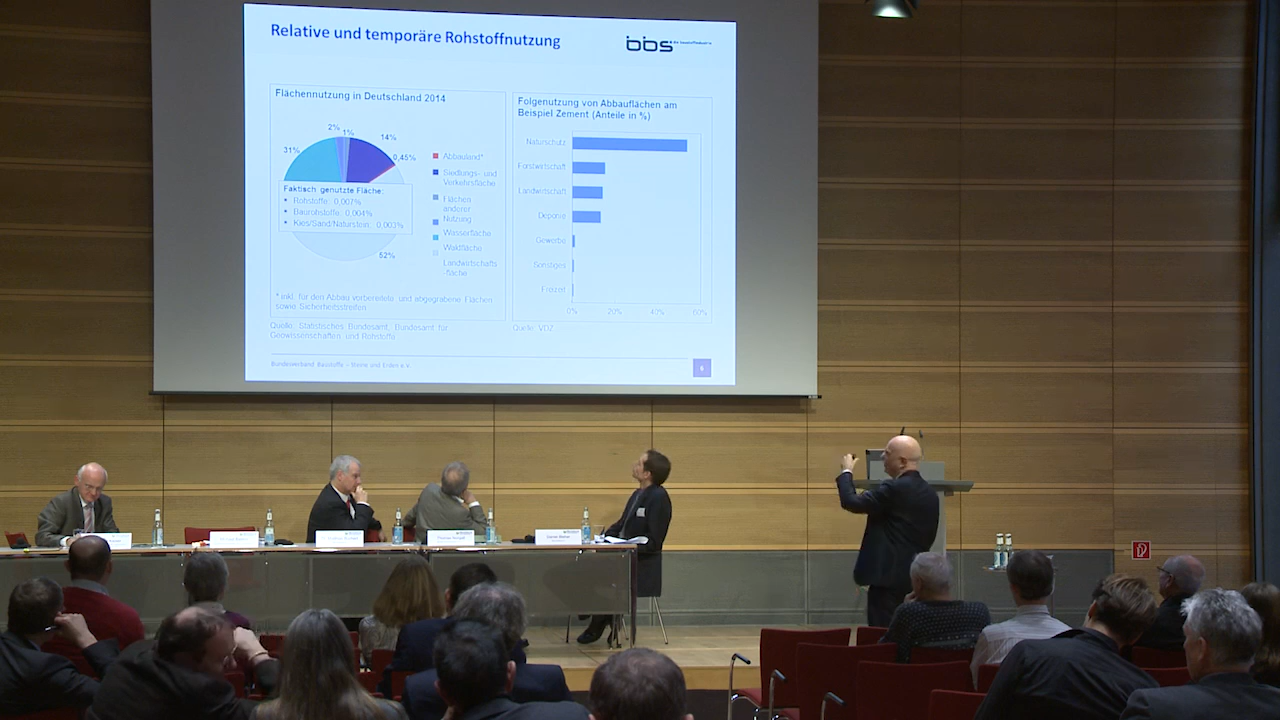 Relative und temporäre Rohstoffnutzung
bbs
Flächennutzung in Deutschland 2014
2%
1%
14%
31%
0,45%
52%
Faktisch genutzte Fläche:
Rohstoffe: 0,007%
Baurohstoffe: 0,004%
Kies/Sand/Naturstein: 0,003%
Abbauland*
Siedlungs- und
Verkehrsfläche
Flächen
anderer
Nutzung
Wasserfläche
Waldfläche
Landwirtschafts
-fläche
* inkl. für den Abbau vorbereitete und abgegrabene Flächen
sowie Sicherheitsstreifen
Quelle: Statistisches Bundesamt, Bundesamt für
Geowissenschaften und Rohstoffe
Folgenutzung von Abbauflächen am
Beispiel Zement (Anteile in %)
Naturschutz
Forstwirtschaft
Landwirtschaft
Deponie
Gewerbe
Sonstiges
Freizeit
0%
20%
40%
60%
Quelle: VDZ
Bundesverband Baustoffe – Steine und Erden e.V.
6